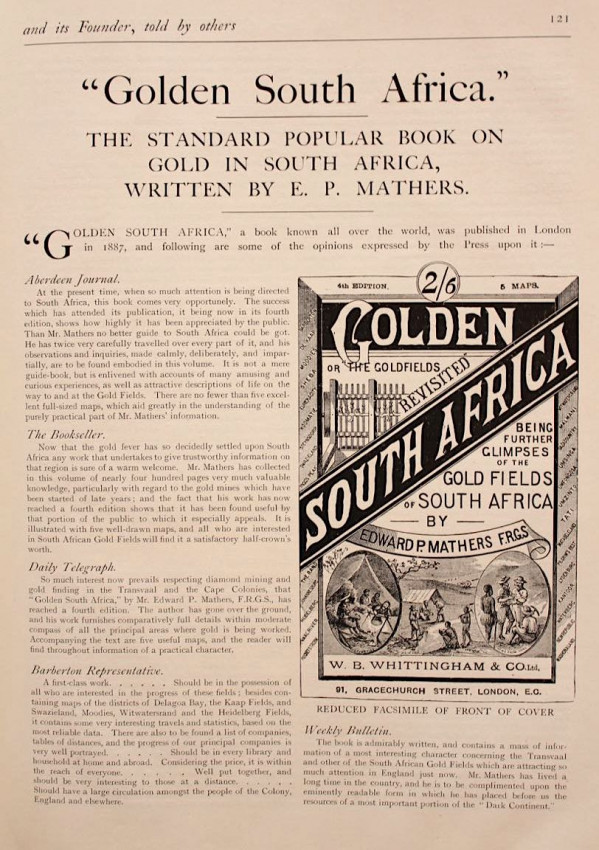 and its Founder, told by others
121
“Golden South Africa.”
THE STANDARD POPULAR BOOK ON
GOLD IN SOUTH AFRICA,
WRITTEN BY E. P. MATHERS.
“GOLDEN SOUTH AFRICA,” a book known all over the world, was published in London
in 1887, and following are some of the opinions expressed by the Press upon it:—
Aberdeen Journal.
At the present time, when so much attention is being directed
to South Africa, this book comes very opportunely. The success
which has attended its publication, it being now in its fourth
edition, shows how highly it has been appreciated by the public.
Than Mr. Mathers no better guide to South Africa could be got.
He has twice very carefully travelled over every part of it, and his
observations and inquiries, made calmly, deliberately, and impar-
tially, are to be found embodied in this volume. It is not a mere
guide-book, but is enlivened with accounts of many amusing and
curious experiences, as well as attractive descriptions of life on the
way to and at the Gold Fields. There are no fewer than five excel-
lent full-sized maps, which aid greatly in the understanding of the
purely practical part of Mr. Mathers' information.
The Bookseller.
Now that the gold fever has so decidedly settled upon South
Africa any work that undertakes to give trustworthy information on
that region is sure of a warm welcome. Mr. Mathers has collected
in this volume of nearly four hundred pages very much valuable
knowledge, particularly with regard to the gold mines which have
been started of late years; and the fact that his work has now
reached a fourth edition shows that it has been found useful by
that portion of the public to which it especially appeals. It is
illustrated with five well-drawn maps, and all who are interested
in South African Gold Fields will find it a satisfactory half-crown's
worth.
Daily Telegraph.
So much interest now prevails respecting diamond mining and
gold finding in the Transvaal and the Cape Colonies, that
“Golden South Africa,” by Mr. Edward P. Mathers, F.R.G.S., has
reached a fourth edition. The author has gone over the ground,
and his work furnishes comparatively full details within moderate
compass of all the principal areas where gold is being worked.
Accompanying the text are five useful maps, and the reader will
find throughout information of a practical character.
Barberton Representative.
A first-class work. . . . . . Should be in the possession of
all who are interested in the progress of these fields; besides con-
taining maps of the districts of Delagoa Bay, the Kaap Fields, and
Swazieland, Moodies, Witwatersrand and the Heidelberg Fields,
it contains some very interesting travels and statistics, based on the
most reliable data. There are also to be found a list of companies,
tables of distances, and the progress of our principal companies is
very well portrayed. . . . . . Should be in every library and
household at home and abroad. Considering the price, it is within
the reach of everyone. . . . . . Well put together, and
should be very interesting to those at a distance. . . . . .
Should have a large circulation amongst the people of the Colony,
England and elsewhere.
4th EDITION.
2/6
5 MAPS.
GOLDEN
OR THE GOLDFIELDS
REVISITED
SOUTH AFRICA
BEING
FURTHER
GLIMPSES
OF THE
GOLD FIELDS
OF SOUTH AFRICA
BY
EDWARD P. MATHERS F.R.G.S.
W. B. WHITTINGHAM & CO. Ltd.,
91, GRACECHURCH STREET, LONDON, E.C.
REDUCED FACSIMILE OF FRONT OF COVER
Weekly Bulletin.
The book is admirably written, and contains a mass of infor-
mation of a most interesting character concerning the Transvaal
and other of the South African Gold Fields which are attracting so
much attention in England just now. Mr. Mathers has lived a
long time in the country, and he is to be complimented upon the
eminently readable form in which he has placed before us the
resources of a most important portion of the “Dark Continent.”